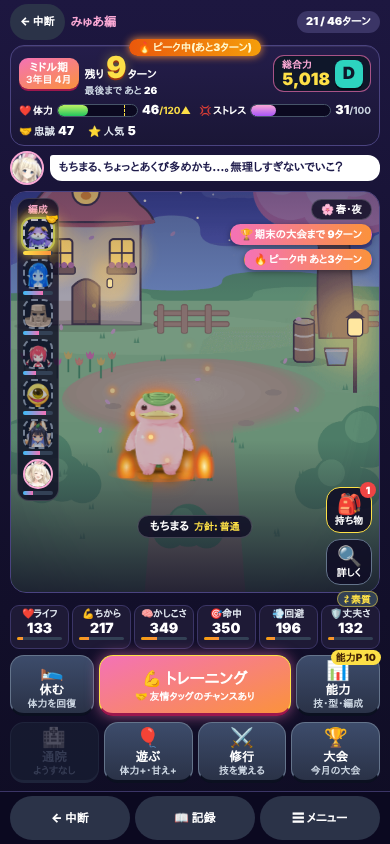 ← 中断
みゅあ編
21 / 46ターン
🔥 ピーク中(あと3ターン)
ミドル期
3年目 4月
残り 9 ターン
最後まで あと 26
総合力
5,018
D
❤️ 体力
46/120▲
💢 ストレス
31/100
🤝 忠誠 47
⭐ 人気 5
もちまる、ちょっとあくび多めかも…。無理しすぎないでいこ？
編成
🌸 春·夜
🏆 期末の大会まで 9ターン
🔥 ピーク中 あと3ターン
もちまる 方針: 普通
1
持ち物
詳しく
素質
❤️ライフ
133
💪ちから
217
🧠かしこさ
349
🎯命中
350
回避
196
🛡️丈夫さ
132
能力P 10
休む
体力を回復
💪 トレーニング
🤝 友情タッグのチャンスあり
能力
技·型·編成
通院
ようすなし
遊ぶ
体力+·甘え+
修行
技を覚える
大会
今月の大会
← 中断
📖 記録
☰ メニュー